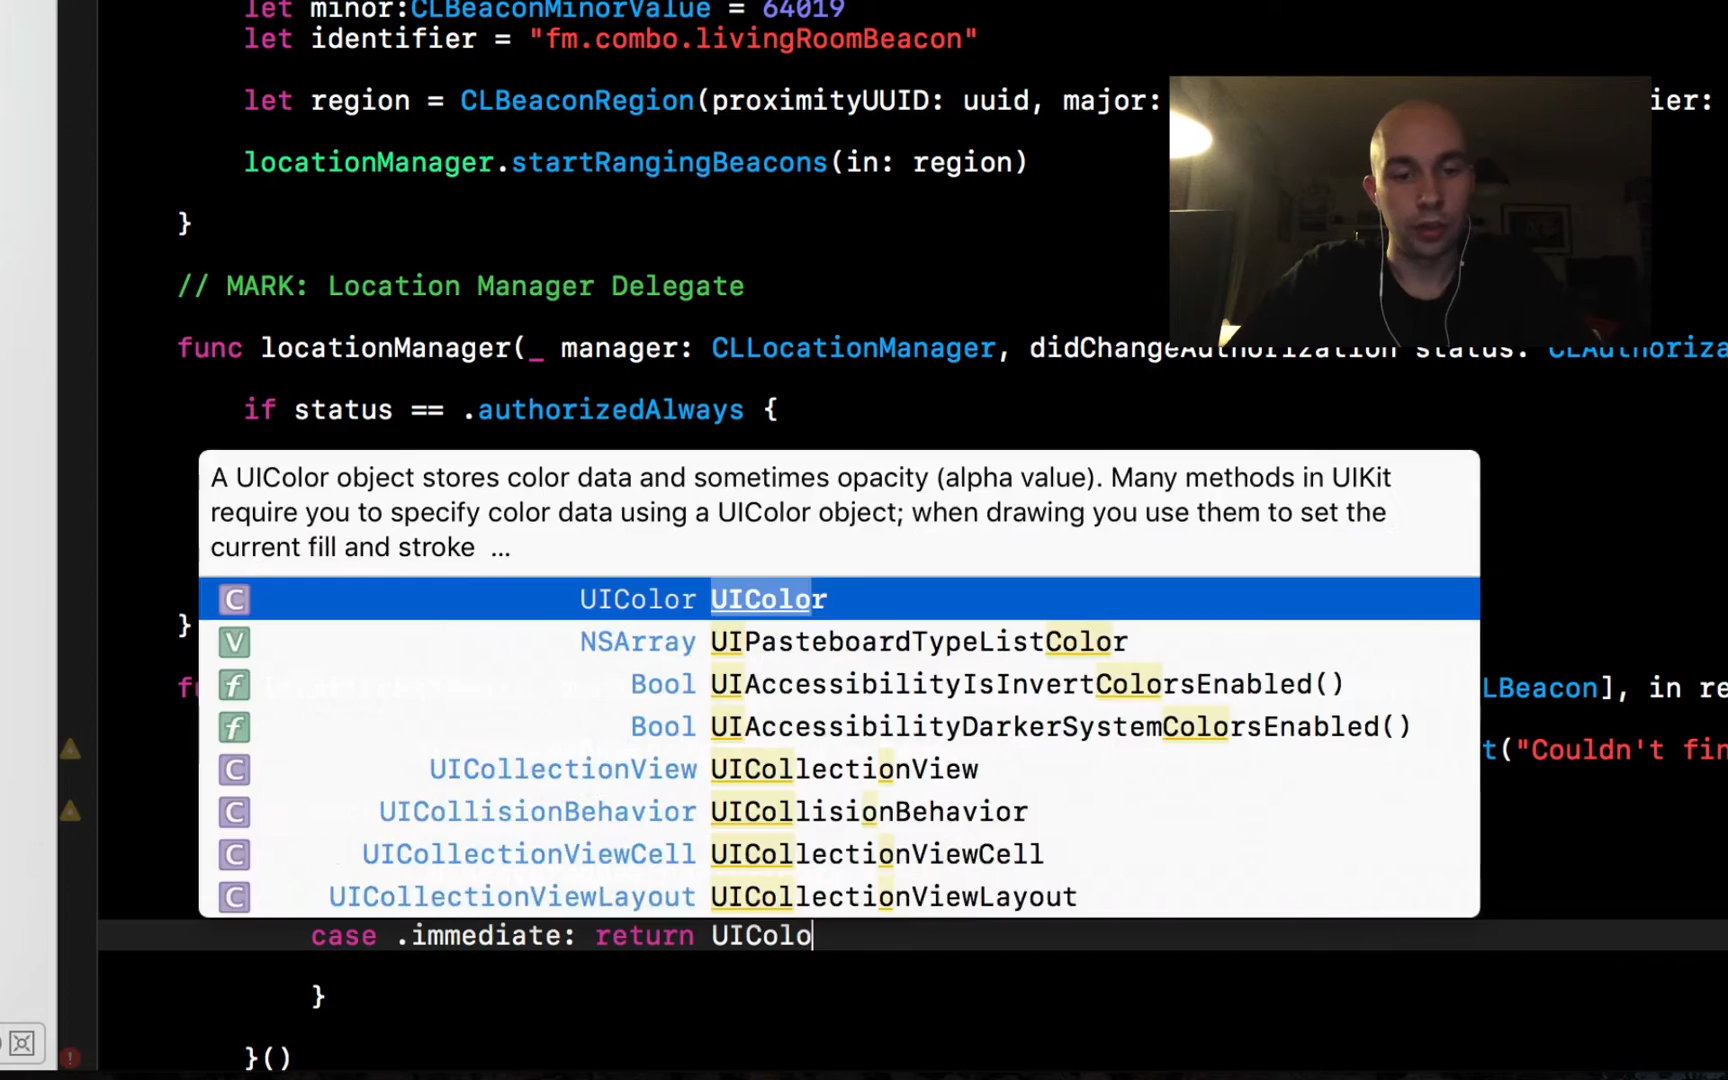 let minor:CLBeaconMinorValue = 64019
let identifier = "fm.combo.livingRoomBeacon"
let region = CLBeaconRegion(proximityUUID: uuid, major: ier:
locationManager.startRangingBeacons(in: region)
}
// MARK: Location Manager Delegate
func locationManager(_ manager: CLLocationManager, didChangeAuthorization status: CLAuthoriza
if status == .authorizedAlways {
A UIColor object stores color data and sometimes opacity (alpha value). Many methods in UIKit
require you to specify color data using a UIColor object; when drawing you use them to set the
current fill and stroke ...
C UIColor UIColor
V NSArray UIPasteboardTypeListColor
f Bool UIAccessibilityIsInvertColorsEnabled()
f Bool UIAccessibilityDarkerSystemColorsEnabled()
C UICollectionView UICollectionView
C UICollisionBehavior UICollisionBehavior
C UICollectionViewCell UICollectionViewCell
C UICollectionViewLayout UICollectionViewLayout
}
fu LBeacon], in re
t("Couldn't fin
case .immediate: return UIColo
}
}()